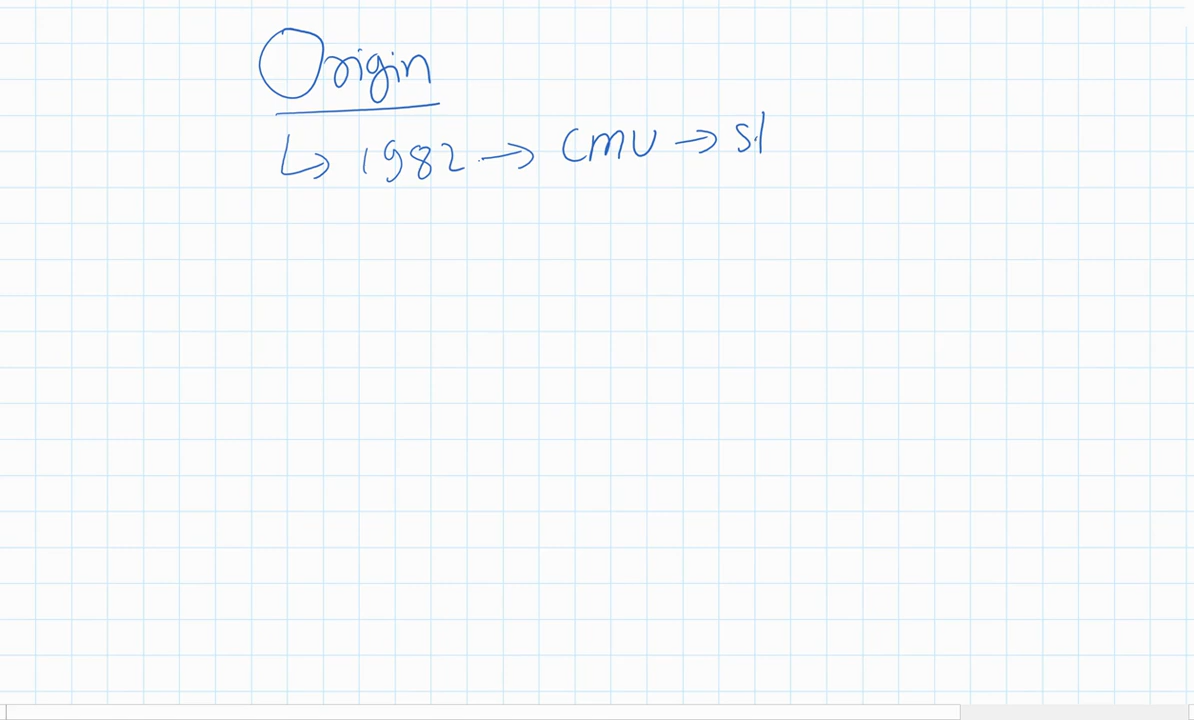 Origin
↳ 1982 → CMU →